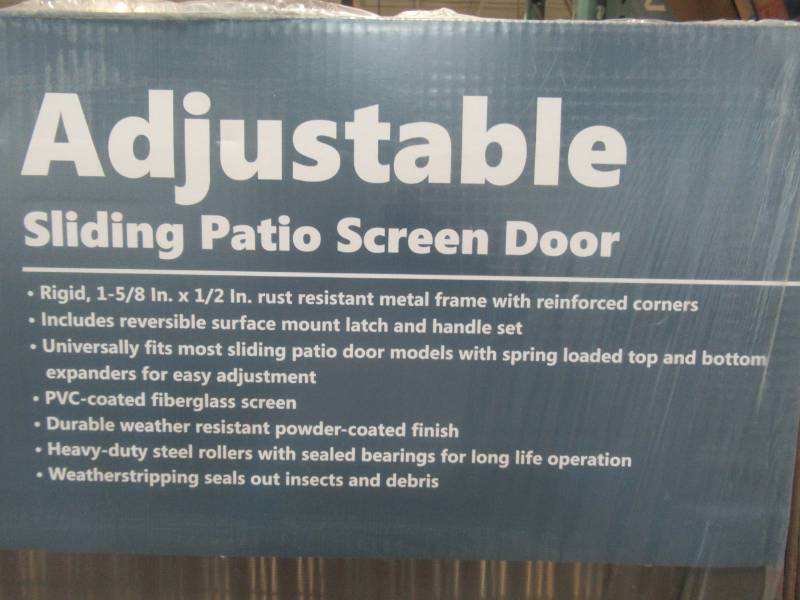 Adjustable
Sliding Patio Screen Door
• Rigid, 1-5/8 In. x 1/2 In. rust resistant metal frame with reinforced corners
• Includes reversible surface mount latch and handle set
• Universally fits most sliding patio door models with spring loaded top and bottom
expanders for easy adjustment
• PVC-coated fiberglass screen
• Durable weather resistant powder-coated finish
• Heavy-duty steel rollers with sealed bearings for long life operation
• Weatherstripping seals out insects and debris